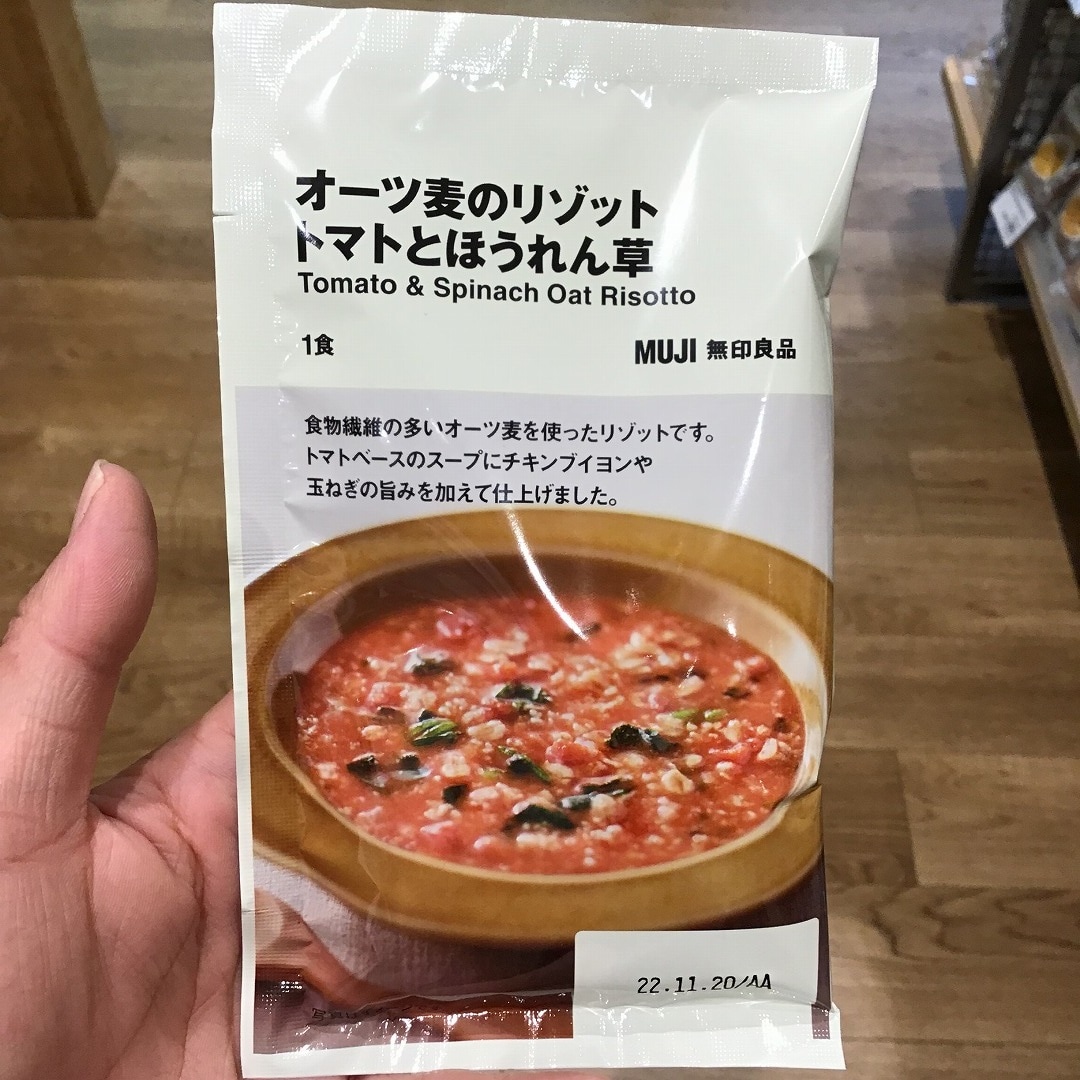 オーツ麦のリゾット
トマトとほうれん草
Tomato & Spinach Oat Risotto
1食
MUJI 無印良品
食物繊維の多いオーツ麦を使ったリゾットです。
トマトベースのスープにチキンブイヨンや
玉ねぎの旨みを加えて仕上げました。
22.11.20/AA